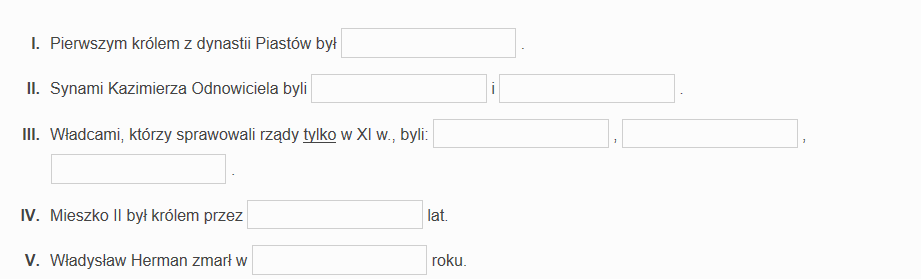 I. Pierwszym królem z dynastii Piastów był .
II. Synami Kazimierza Odnowiciela byli i .
III. Władcami, którzy sprawowali rządy tylko w XI w., byli: , ,
.
IV. Mieszko II był królem przez lat.
V. Władysław Herman zmarł w roku.